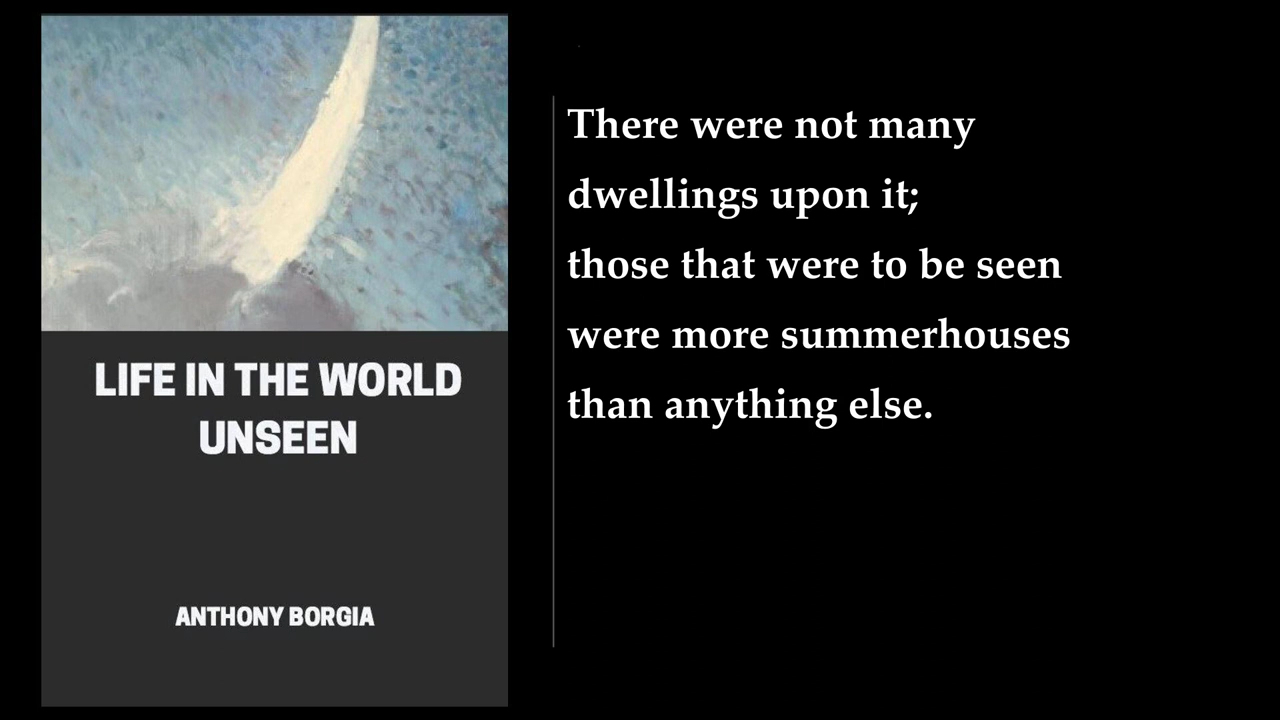 LIFE IN THE WORLD
UNSEEN
ANTHONY BORGIA
There were not many
dwellings upon it;
those that were to be seen
were more summerhouses
than anything else.